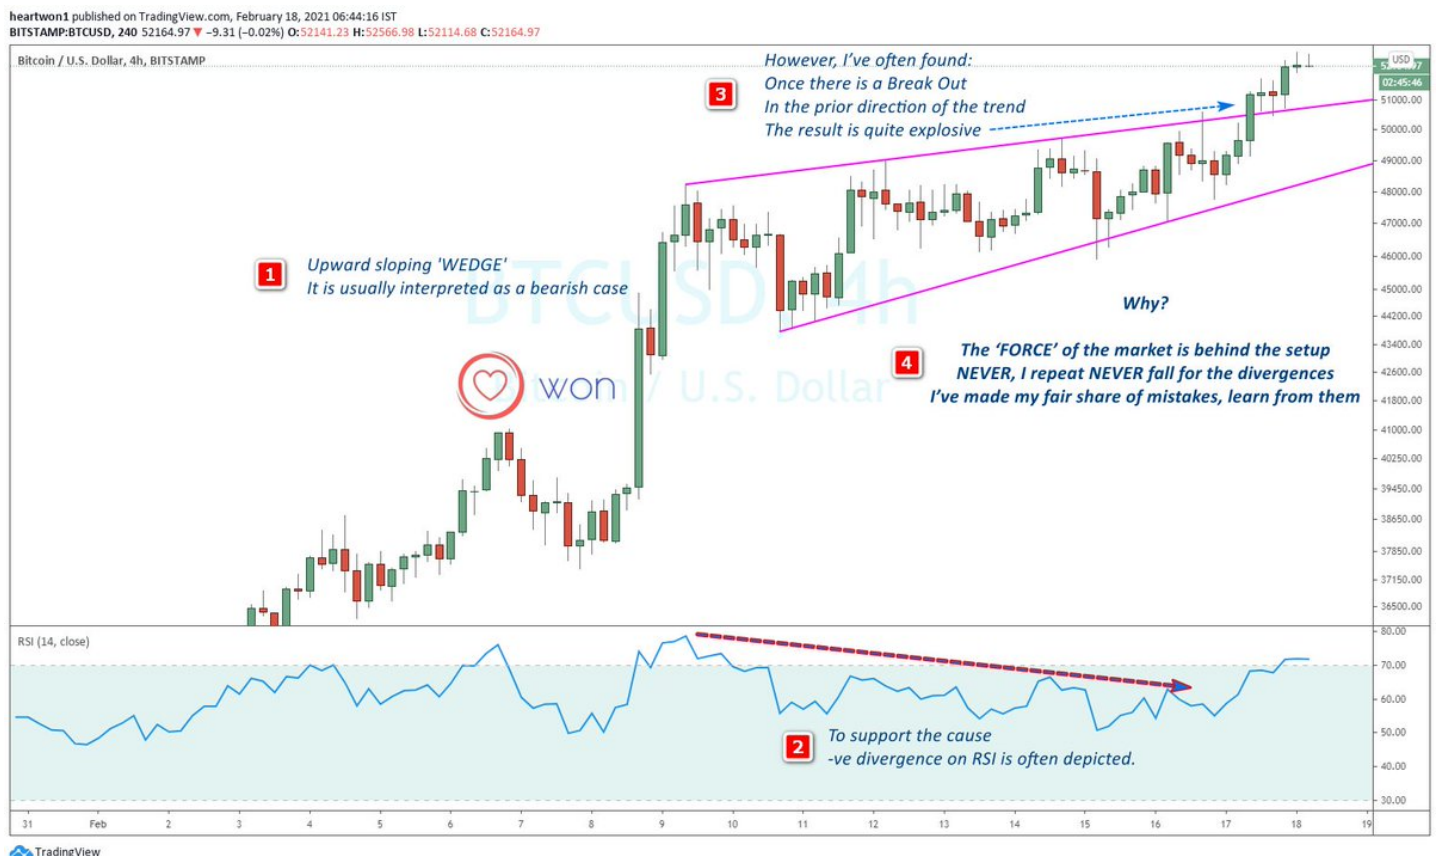 heartwon1 published on TradingView.com, February 18, 2021 06:44:16 IST
BITSTAMP:BTCUSD, 240 52164.97 ▼ −9.31 (−0.02%) O:52141.23 H:52566.98 L:52114.68 C:52164.97
Bitcoin / U.S. Dollar, 4h, BITSTAMP
USD
02:45:46
3
However, I've often found:
Once there is a Break Out
In the prior direction of the trend
The result is quite explosive
1
Upward sloping 'WEDGE'
It is usually interpreted as a bearish case
BTCUSD, 4h
Bitcoin / U.S. Dollar
won
Why?
4
The 'FORCE' of the market is behind the setup
NEVER, I repeat NEVER fall for the divergences
I've made my fair share of mistakes, learn from them
51000.00
50000.00
49000.00
48000.00
47000.00
46000.00
45000.00
44200.00
43400.00
42600.00
41800.00
41000.00
40250.00
39450.00
38650.00
37850.00
37150.00
36500.00
RSI (14, close)
2
To support the cause
-ve divergence on RSI is often depicted.
80.00
70.00
60.00
50.00
40.00
30.00
31 Feb 2 3 4 5 6 7 8 9 10 11 12 13 14 15 16 17 18 19
TradingView